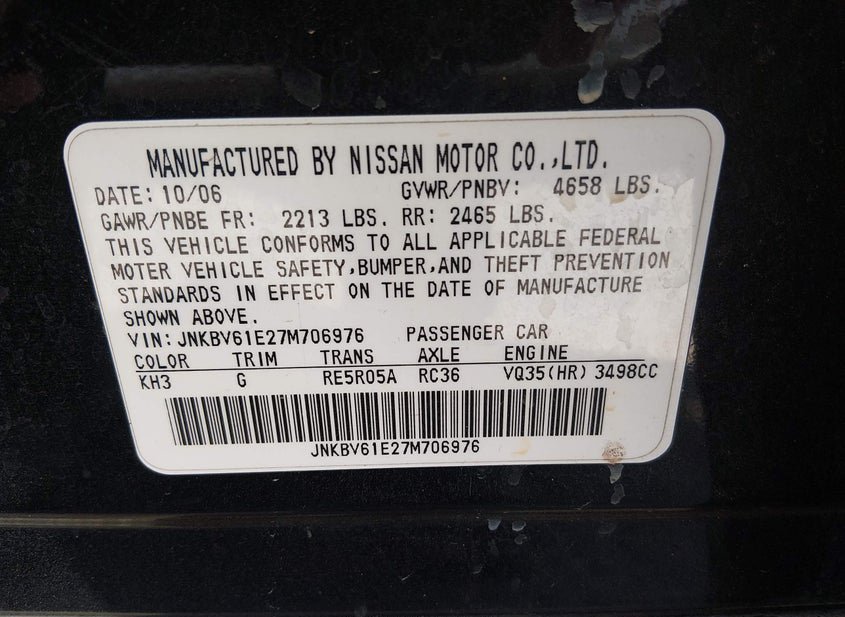 MANUFACTURED BY NISSAN MOTOR CO.,LTD.
DATE: 10/06 GVWR/PNBV: 4658 LBS.
GAWR/PNBE FR: 2213 LBS. RR: 2465 LBS.
THIS VEHICLE CONFORMS TO ALL APPLICABLE FEDERAL
MOTER VEHICLE SAFETY,BUMPER,AND THEFT PREVENTION
STANDARDS IN EFFECT ON THE DATE OF MANUFACTURE
SHOWN ABOVE.
VIN: JNKBV61E27M706976 PASSENGER CAR
COLOR TRIM TRANS AXLE ENGINE
KH3 G RE5R05A RC36 VQ35(HR) 3498CC
JNKBV61E27M706976